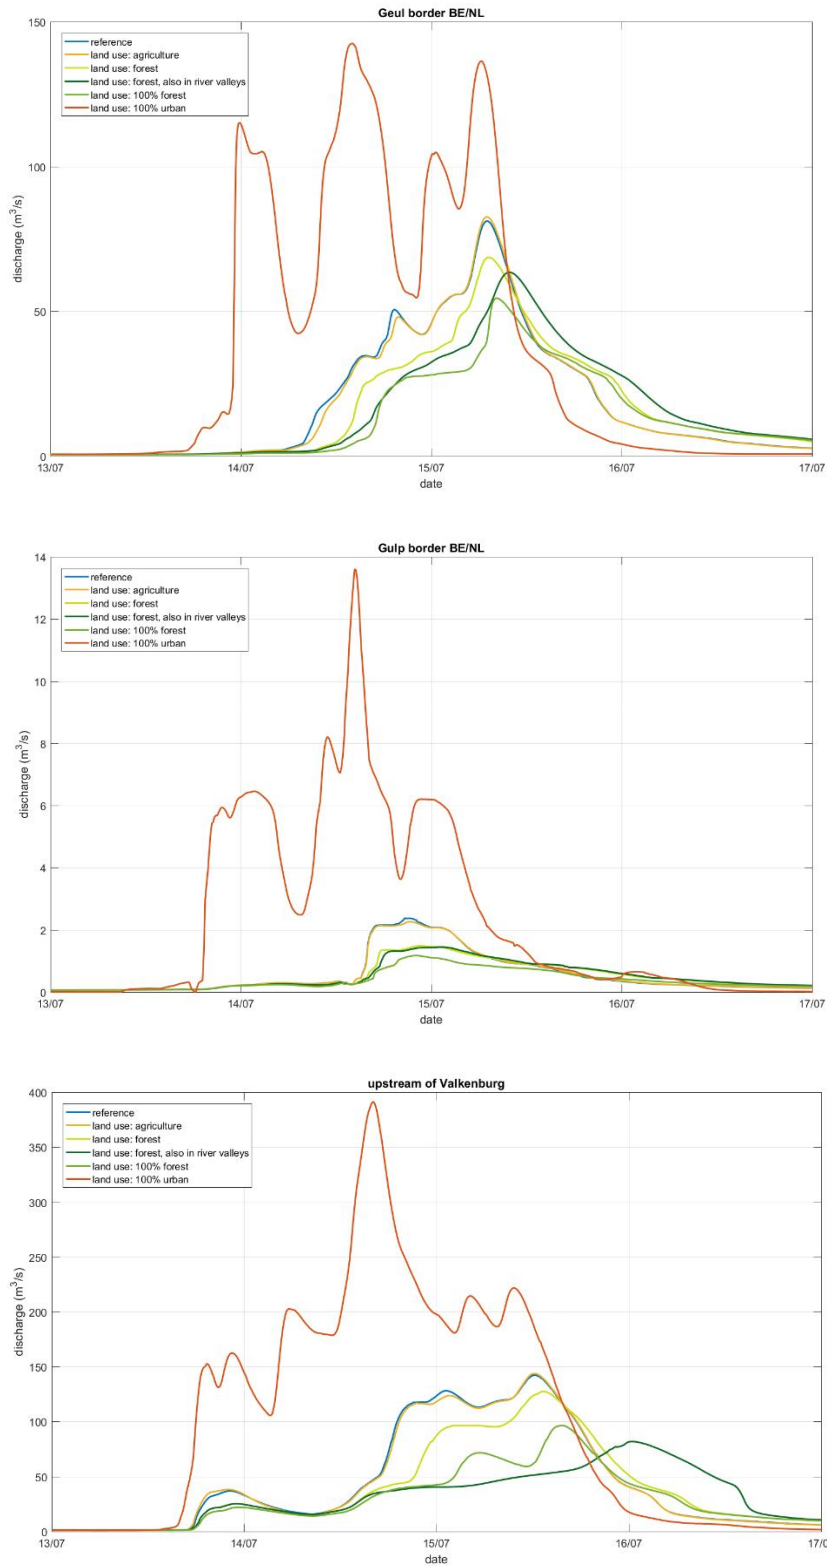 Geul border BE/NL
150
100
50
0
discharge (m³/s)
reference
land use: agriculture
land use: forest
land use: forest, also in river valleys
land use: 100% forest
land use: 100% urban
13/07 14/07 15/07 16/07 17/07
date
Gulp border BE/NL
14
12
10
8
6
4
2
0
discharge (m³/s)
reference
land use: agriculture
land use: forest
land use: forest, also in river valleys
land use: 100% forest
land use: 100% urban
13/07 14/07 15/07 16/07 17/07
date
upstream of Valkenburg
400
350
300
250
200
150
100
50
0
discharge (m³/s)
reference
land use: agriculture
land use: forest
land use: forest, also in river valleys
land use: 100% forest
land use: 100% urban
13/07 14/07 15/07 16/07 17/0
date